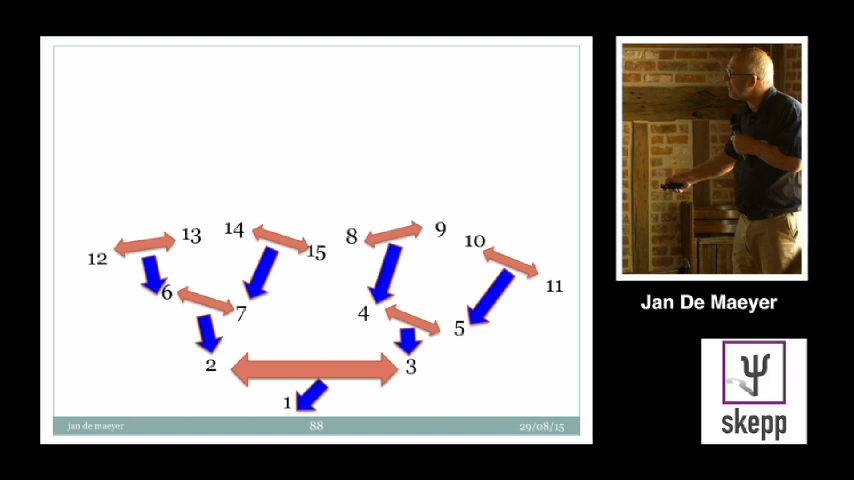 12 13 14 15 8 9 10 11
6 7 4 5
2 3
1
jan de maeyer 88 29/08/15
Jan De Maeyer
skepp